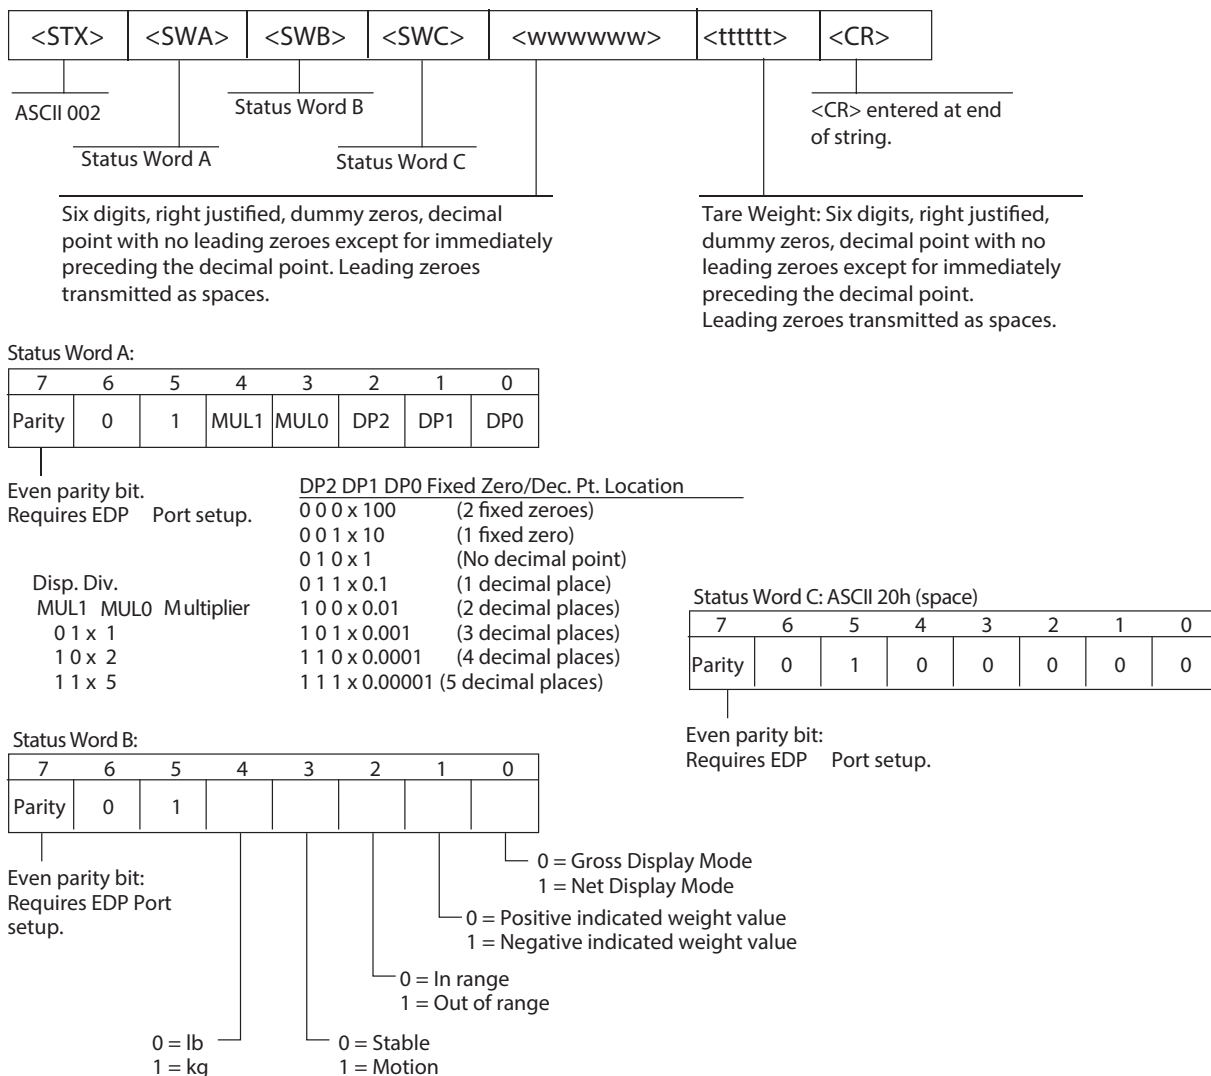 <STX> <SWA> <SWB> <SWC> <wwwwww> <tttttt> <CR>
ASCII 002
Status Word A
Status Word B
Status Word C
<CR> entered at end
of string.
Six digits, right justified, dummy zeros, decimal
point with no leading zeroes except for immediately
preceding the decimal point. Leading zeroes
transmitted as spaces.
Tare Weight: Six digits, right justified,
dummy zeros, decimal point with no
leading zeroes except for immediately
preceding the decimal point.
Leading zeroes transmitted as spaces.
Status Word A:
7 6 5 4 3 2 1 0
Parity 0 1 MUL1 MUL0 DP2 DP1 DP0
Even parity bit.
Requires EDP Port setup.
Disp. Div.
MUL1 MUL0 Multiplier
0 1 x 1
1 0 x 2
1 1 x 5
DP2 DP1 DP0 Fixed Zero/Dec. Pt. Location
0 0 0 x 100 (2 fixed zeroes)
0 0 1 x 10 (1 fixed zero)
0 1 0 x 1 (No decimal point)
0 1 1 x 0.1 (1 decimal place)
1 0 0 x 0.01 (2 decimal places)
1 0 1 x 0.001 (3 decimal places)
1 1 0 x 0.0001 (4 decimal places)
1 1 1 x 0.00001 (5 decimal places)
Status Word C: ASCII 20h (space)
7 6 5 4 3 2 1 0
Parity 0 1 0 0 0 0 0
Even parity bit:
Requires EDP Port setup.
Status Word B:
7 6 5 4 3 2 1 0
Parity 0 1
Even parity bit:
Requires EDP Port
setup.
0 = Gross Display Mode
1 = Net Display Mode
0 = Positive indicated weight value
1 = Negative indicated weight value
0 = In range
1 = Out of range
0 = Stable
1 = Motion
0 = lb
1 = kg